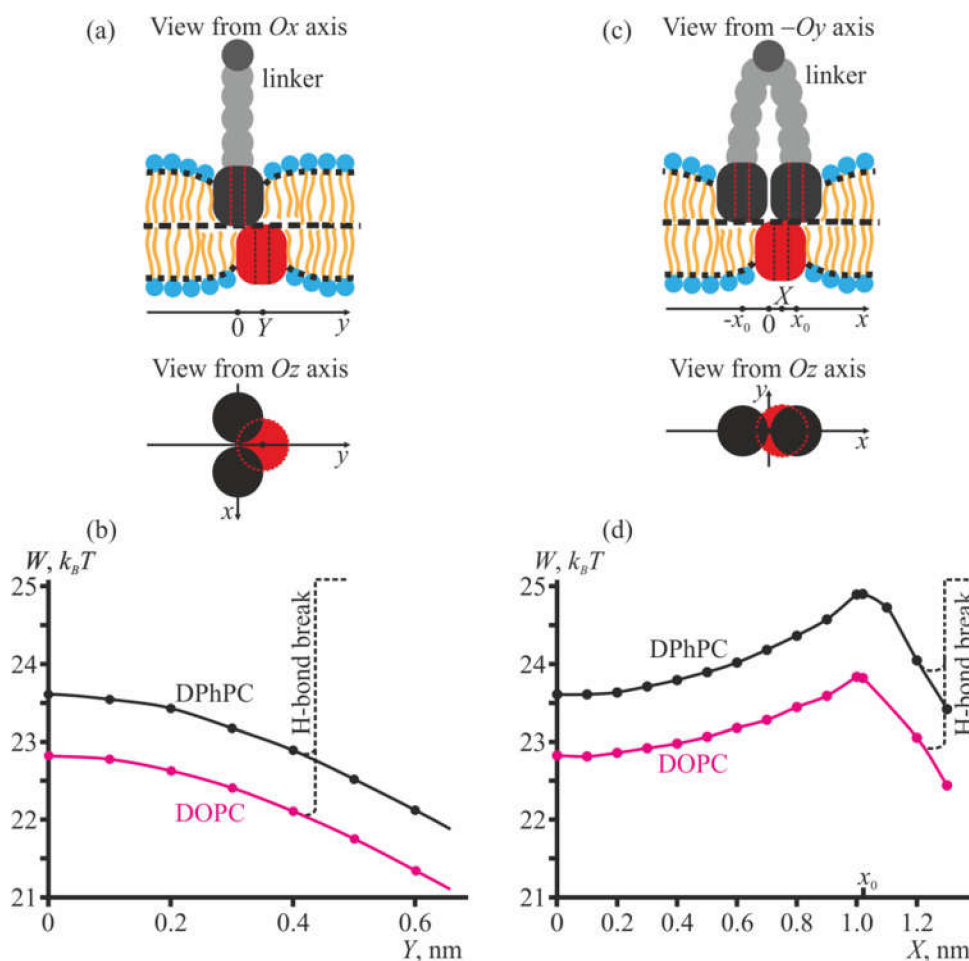 (a)
View from Ox axis
linker
0 Y y
View from Oz axis
y
x
(b)
W, kBT
25
24
23
22
21
DPhPC
DOPC
H-bond break
0 0.2 0.4 0.6
Y, nm
(c)
View from –Oy axis
linker
X
-x0 0 x0 x
View from Oz axis
y
x
(d)
W, kBT
25
24
23
22
21
DPhPC
DOPC
H-bond break
x0
0 0.2 0.4 0.6 0.8 1.0 1.2
X, nm